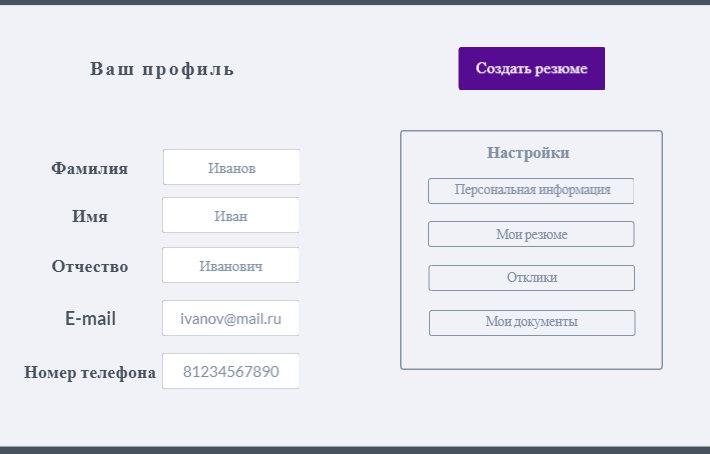 Ваш профиль
Создать резюме
Фамилия
Иванов
Имя
Иван
Отчество
Иванович
E-mail
ivanov@mail.ru
Номер телефона
81234567890
Настройки
Персональная информация
Мои резюме
Отклики
Мои документы